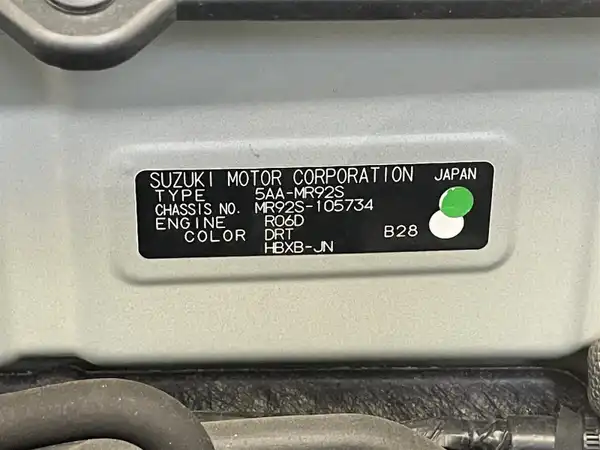 SUZUKI MOTOR CORPORATION JAPAN
TYPE 5AA-MR92S
CHASSIS NO. MR92S-105734
ENGINE R06D
COLOR DRT B28
HBXB-JN